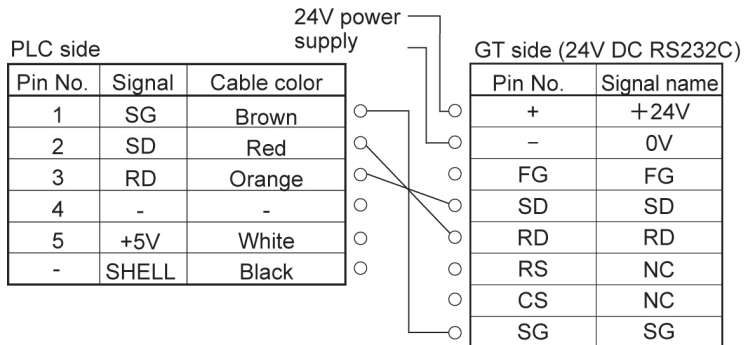 24V power
supply
PLC side
Pin No. Signal Cable color
1 SG Brown
2 SD Red
3 RD Orange
4 - -
5 +5V White
- SHELL Black
GT side (24V DC RS232C)
Pin No. Signal name
+ +24V
- 0V
FG FG
SD SD
RD RD
RS NC
CS NC
SG SG